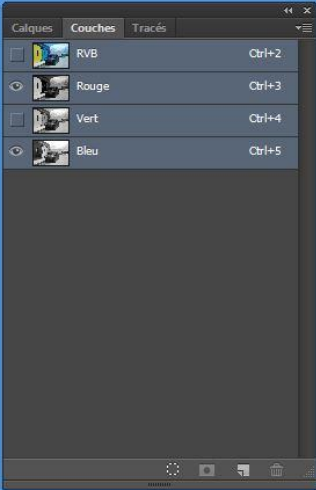 Calques Couches Tracés
RVB Ctrl+2
Rouge Ctrl+3
Vert Ctrl+4
Bleu Ctrl+5